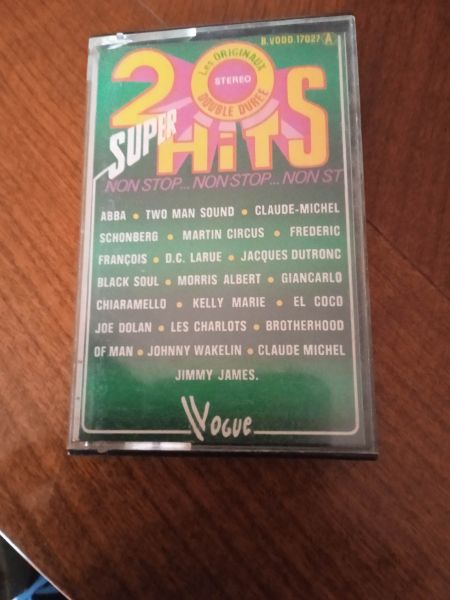 B.VODD.17027 A
Les ORIGINAUX
STEREO
DOUBLE DURÉE
20
SUPER
HiTS
NON STOP... NON-STOP... NON ST
ABBA • TWO MAN SOUND • CLAUDE-MICHEL
SCHONBERG • MARTIN CIRCUS • FREDERIC
FRANÇOIS • D.C. LARUE • JACQUES DUTRONC
BLACK SOUL • MORRIS ALBERT • GIANCARLO
CHIARAMELLO • KELLY MARIE • EL COCO
JOE DOLAN • LES CHARLOTS • BROTHERHOOD
OF MAN • JOHNNY WAKELIN • CLAUDE MICHEL
JIMMY JAMES.
VOGUE